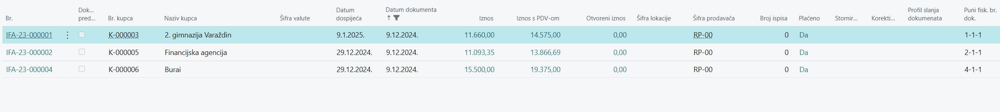 Br. Dok... pred... Br. kupca Naziv kupca Šifra valute Datum dospijeća Datum dokumenta ↑ Iznos Iznos s PDV-om Otvoreni iznos Šifra lokacije Šifra prodavača Broj ispisa Plaćeno Stornir... Korekti... Profil slanja dokumenata Puni fisk. br. dok.
IFA-23-000001 K-000003 2. gimnazija Varaždin 9.1.2025. 9.12.2024. 11.660,00 14.575,00 0,00 RP-00 0 Da 1-1-1
IFA-23-000002 K-000005 Financijska agencija 29.12.2024. 9.12.2024. 11.093,35 13.866,69 0,00 RP-00 0 Da 2-1-1
IFA-23-000004 K-000006 Burai 29.12.2024. 9.12.2024. 15.500,00 19.375,00 0,00 RP-00 0 Da 4-1-1